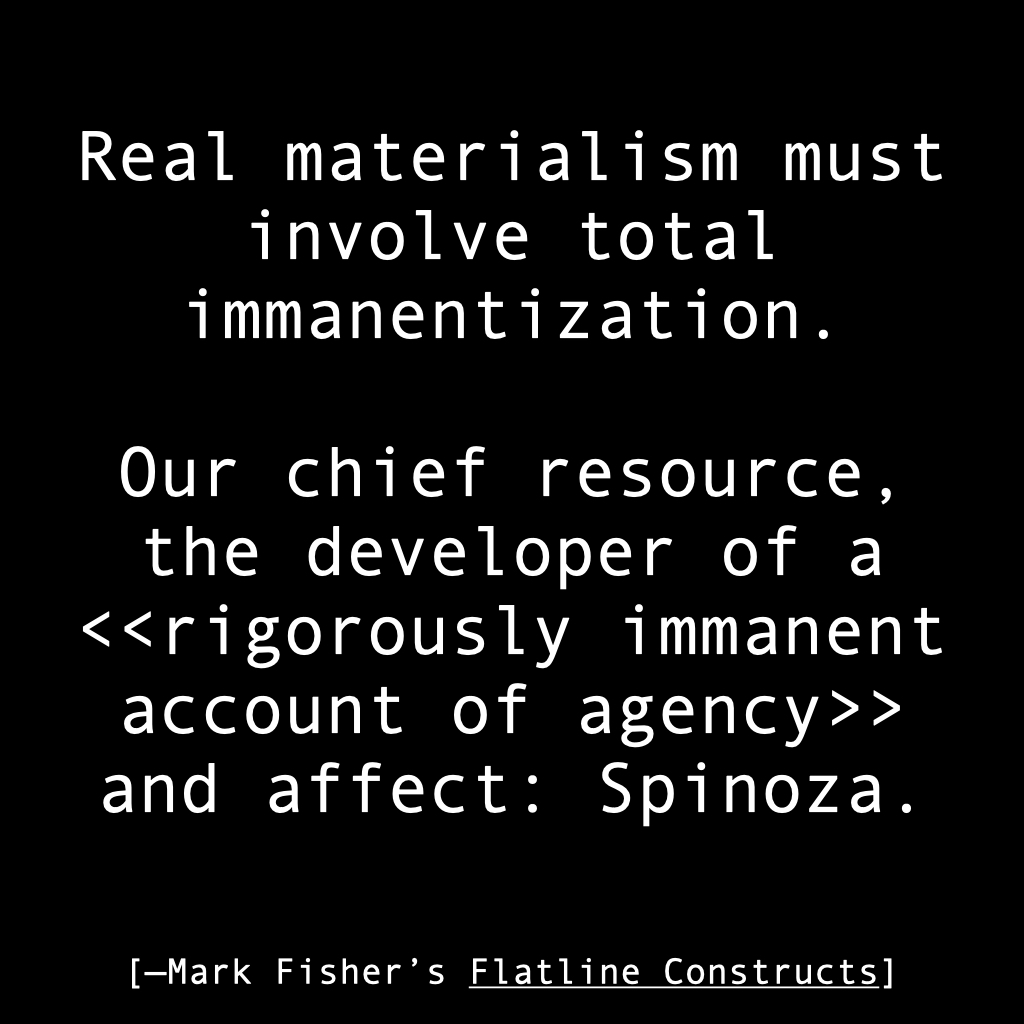 Real materialism must
involve total
immanentization.
Our chief resource,
the developer of a
<<rigorously immanent
account of agency>>
and affect: Spinoza.
[—Mark Fisher’s Flatline Constructs]